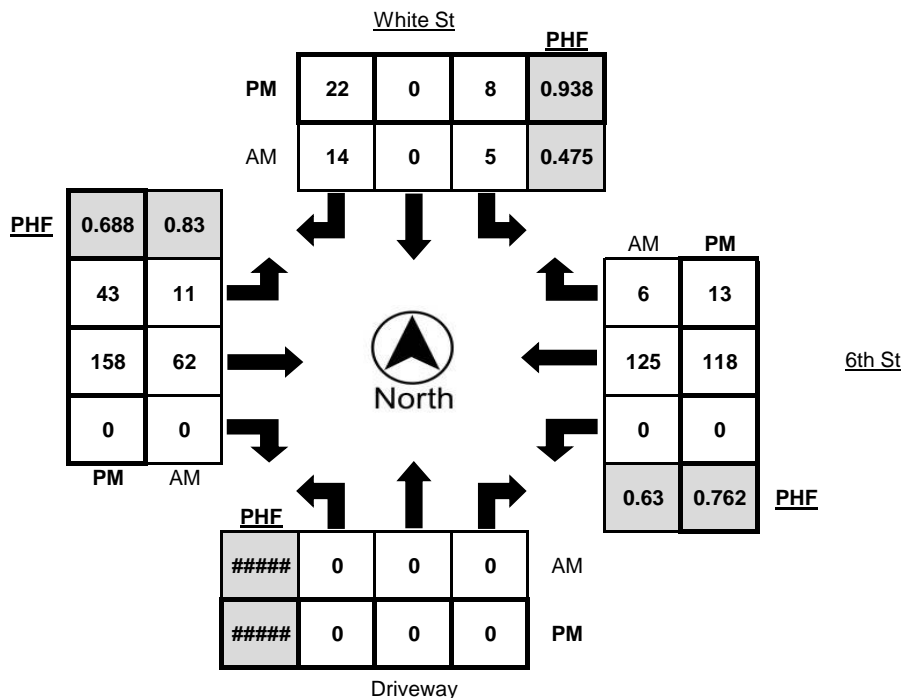 White St
PHF
PM 22 0 8 0.938
AM 14 0 5 0.475
PHF 0.688 0.83
43 11
158 62
0 0
PM AM
AM PM
6 13
125 118
0 0
0.63 0.762 PHF
6th St
North
PHF
##### 0 0 0 AM
##### 0 0 0 PM
Driveway